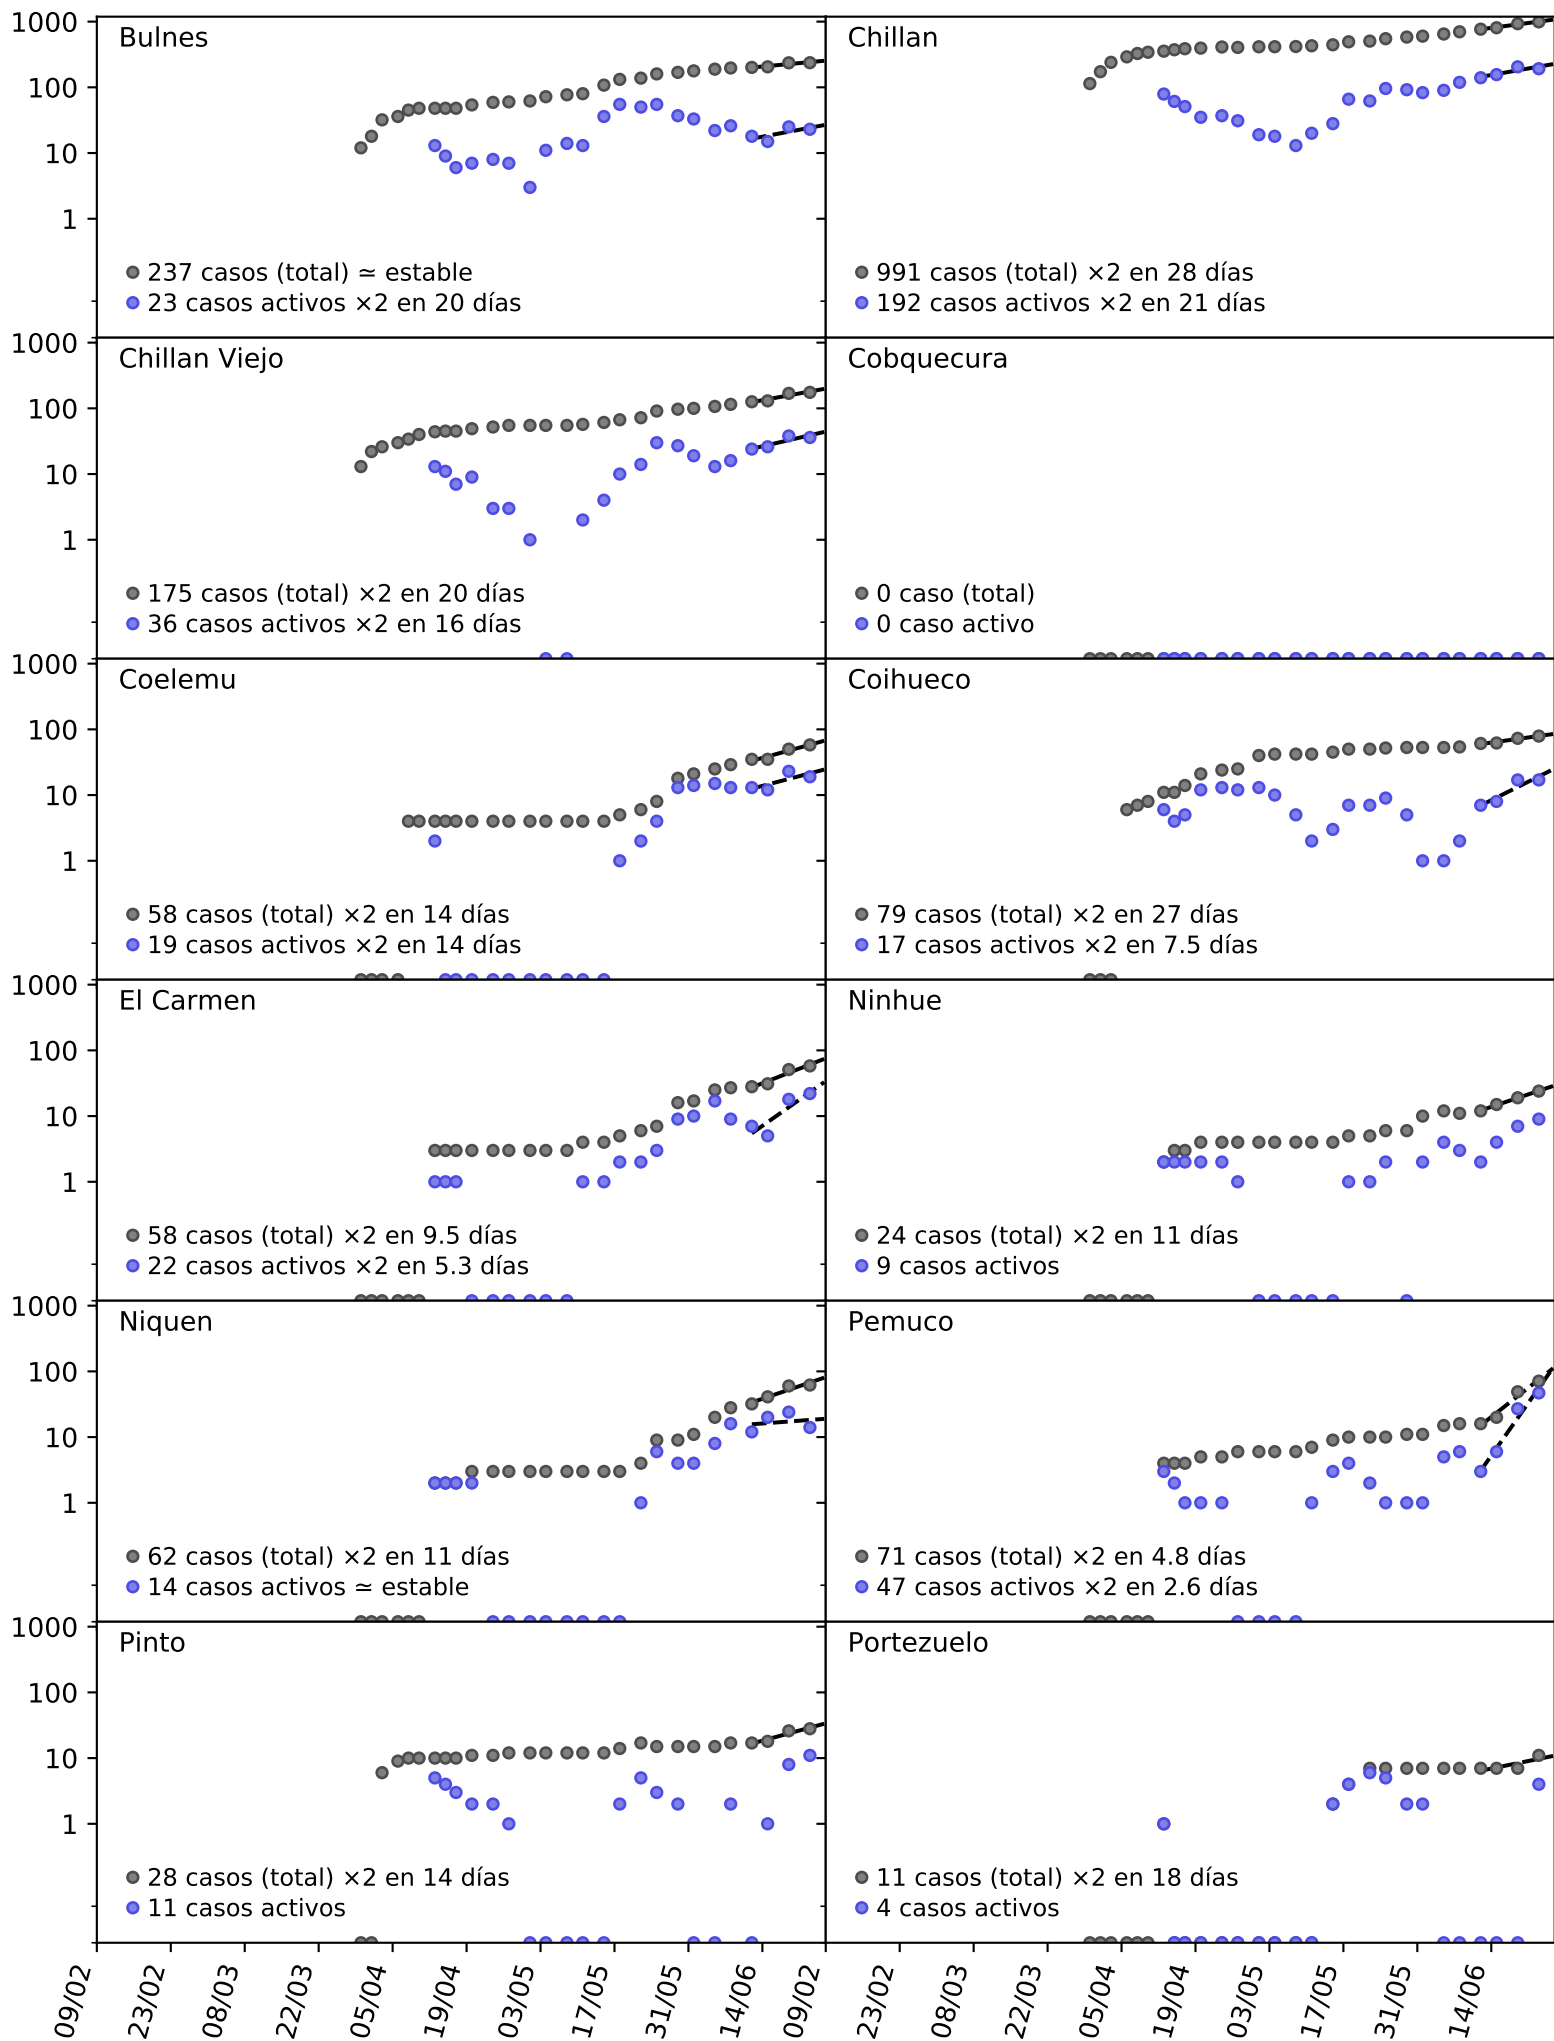 1000
Bulnes
Chillan
100
10
1
237 casos (total) ≃ estable
23 casos activos ×2 en 20 días
991 casos (total) ×2 en 28 días
192 casos activos ×2 en 21 días
1000
Chillan Viejo
Cobquecura
100
10
1
175 casos (total) ×2 en 20 días
36 casos activos ×2 en 16 días
0 caso (total)
0 caso activo
1000
Coelemu
Coihueco
100
10
1
58 casos (total) ×2 en 14 días
19 casos activos ×2 en 14 días
79 casos (total) ×2 en 27 días
17 casos activos ×2 en 7.5 días
1000
El Carmen
Ninhue
100
10
1
58 casos (total) ×2 en 9.5 días
22 casos activos ×2 en 5.3 días
24 casos (total) ×2 en 11 días
9 casos activos
1000
Niquen
Pemuco
100
10
1
62 casos (total) ×2 en 11 días
14 casos activos ≃ estable
71 casos (total) ×2 en 4.8 días
47 casos activos ×2 en 2.6 días
1000
Pinto
Portezuelo
100
10
1
28 casos (total) ×2 en 14 días
11 casos activos
11 casos (total) ×2 en 18 días
4 casos activos
09/02
23/02
08/03
22/03
05/04
19/04
03/05
17/05
31/05
14/06
09/02
23/02
08/03
22/03
05/04
19/04
03/05
17/05
31/05
14/06